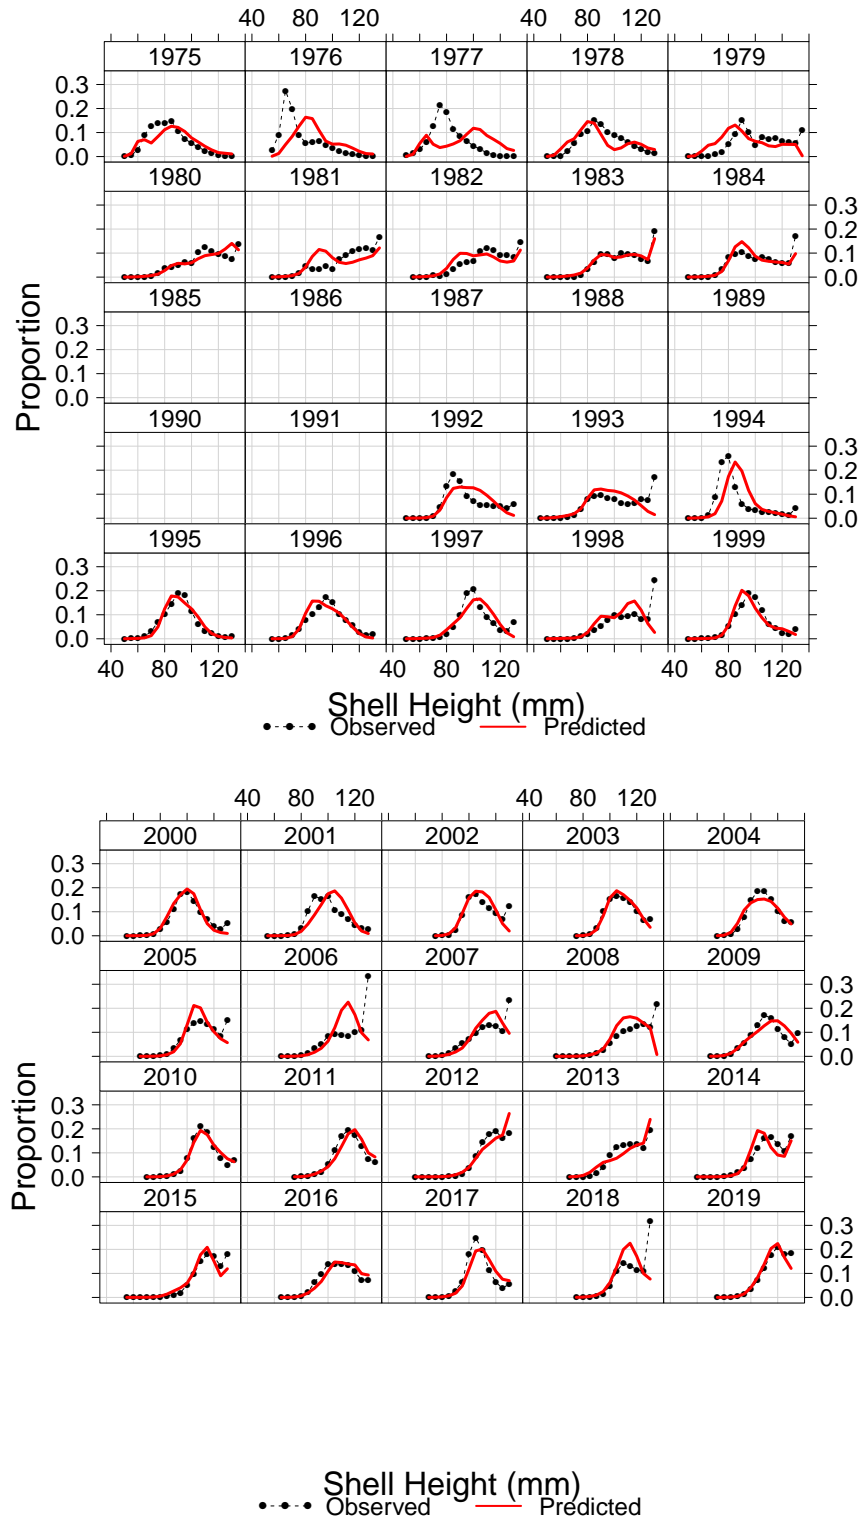 40 80 120 40 80 120
1975 1976 1977 1978 1979
0.3
0.2
0.1
0.0
1980 1981 1982 1983 1984
0.3
0.2
0.1
0.0
1985 1986 1987 1988 1989
0.3
0.2
0.1
0.0
1990 1991 1992 1993 1994
0.3
0.2
0.1
0.0
1995 1996 1997 1998 1999
0.3
0.2
0.1
0.0
Proportion
40 80 120 40 80 120 40 80 120
Shell Height (mm)
Observed Predicted
40 80 120 40 80 120
2000 2001 2002 2003 2004
0.3
0.2
0.1
0.0
2005 2006 2007 2008 2009
0.3
0.2
0.1
0.0
2010 2011 2012 2013 2014
0.3
0.2
0.1
0.0
2015 2016 2017 2018 2019
0.3
0.2
0.1
0.0
Proportion
Shell Height (mm)
Observed Predicted